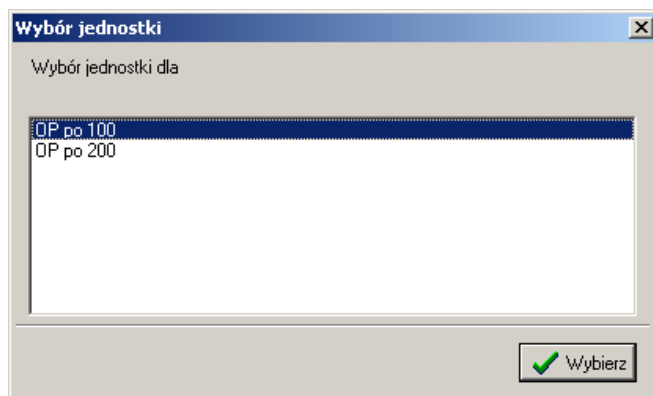 Wybór jednostki
Wybór jednostki dla
OP po 100
OP po 200
Wybierz